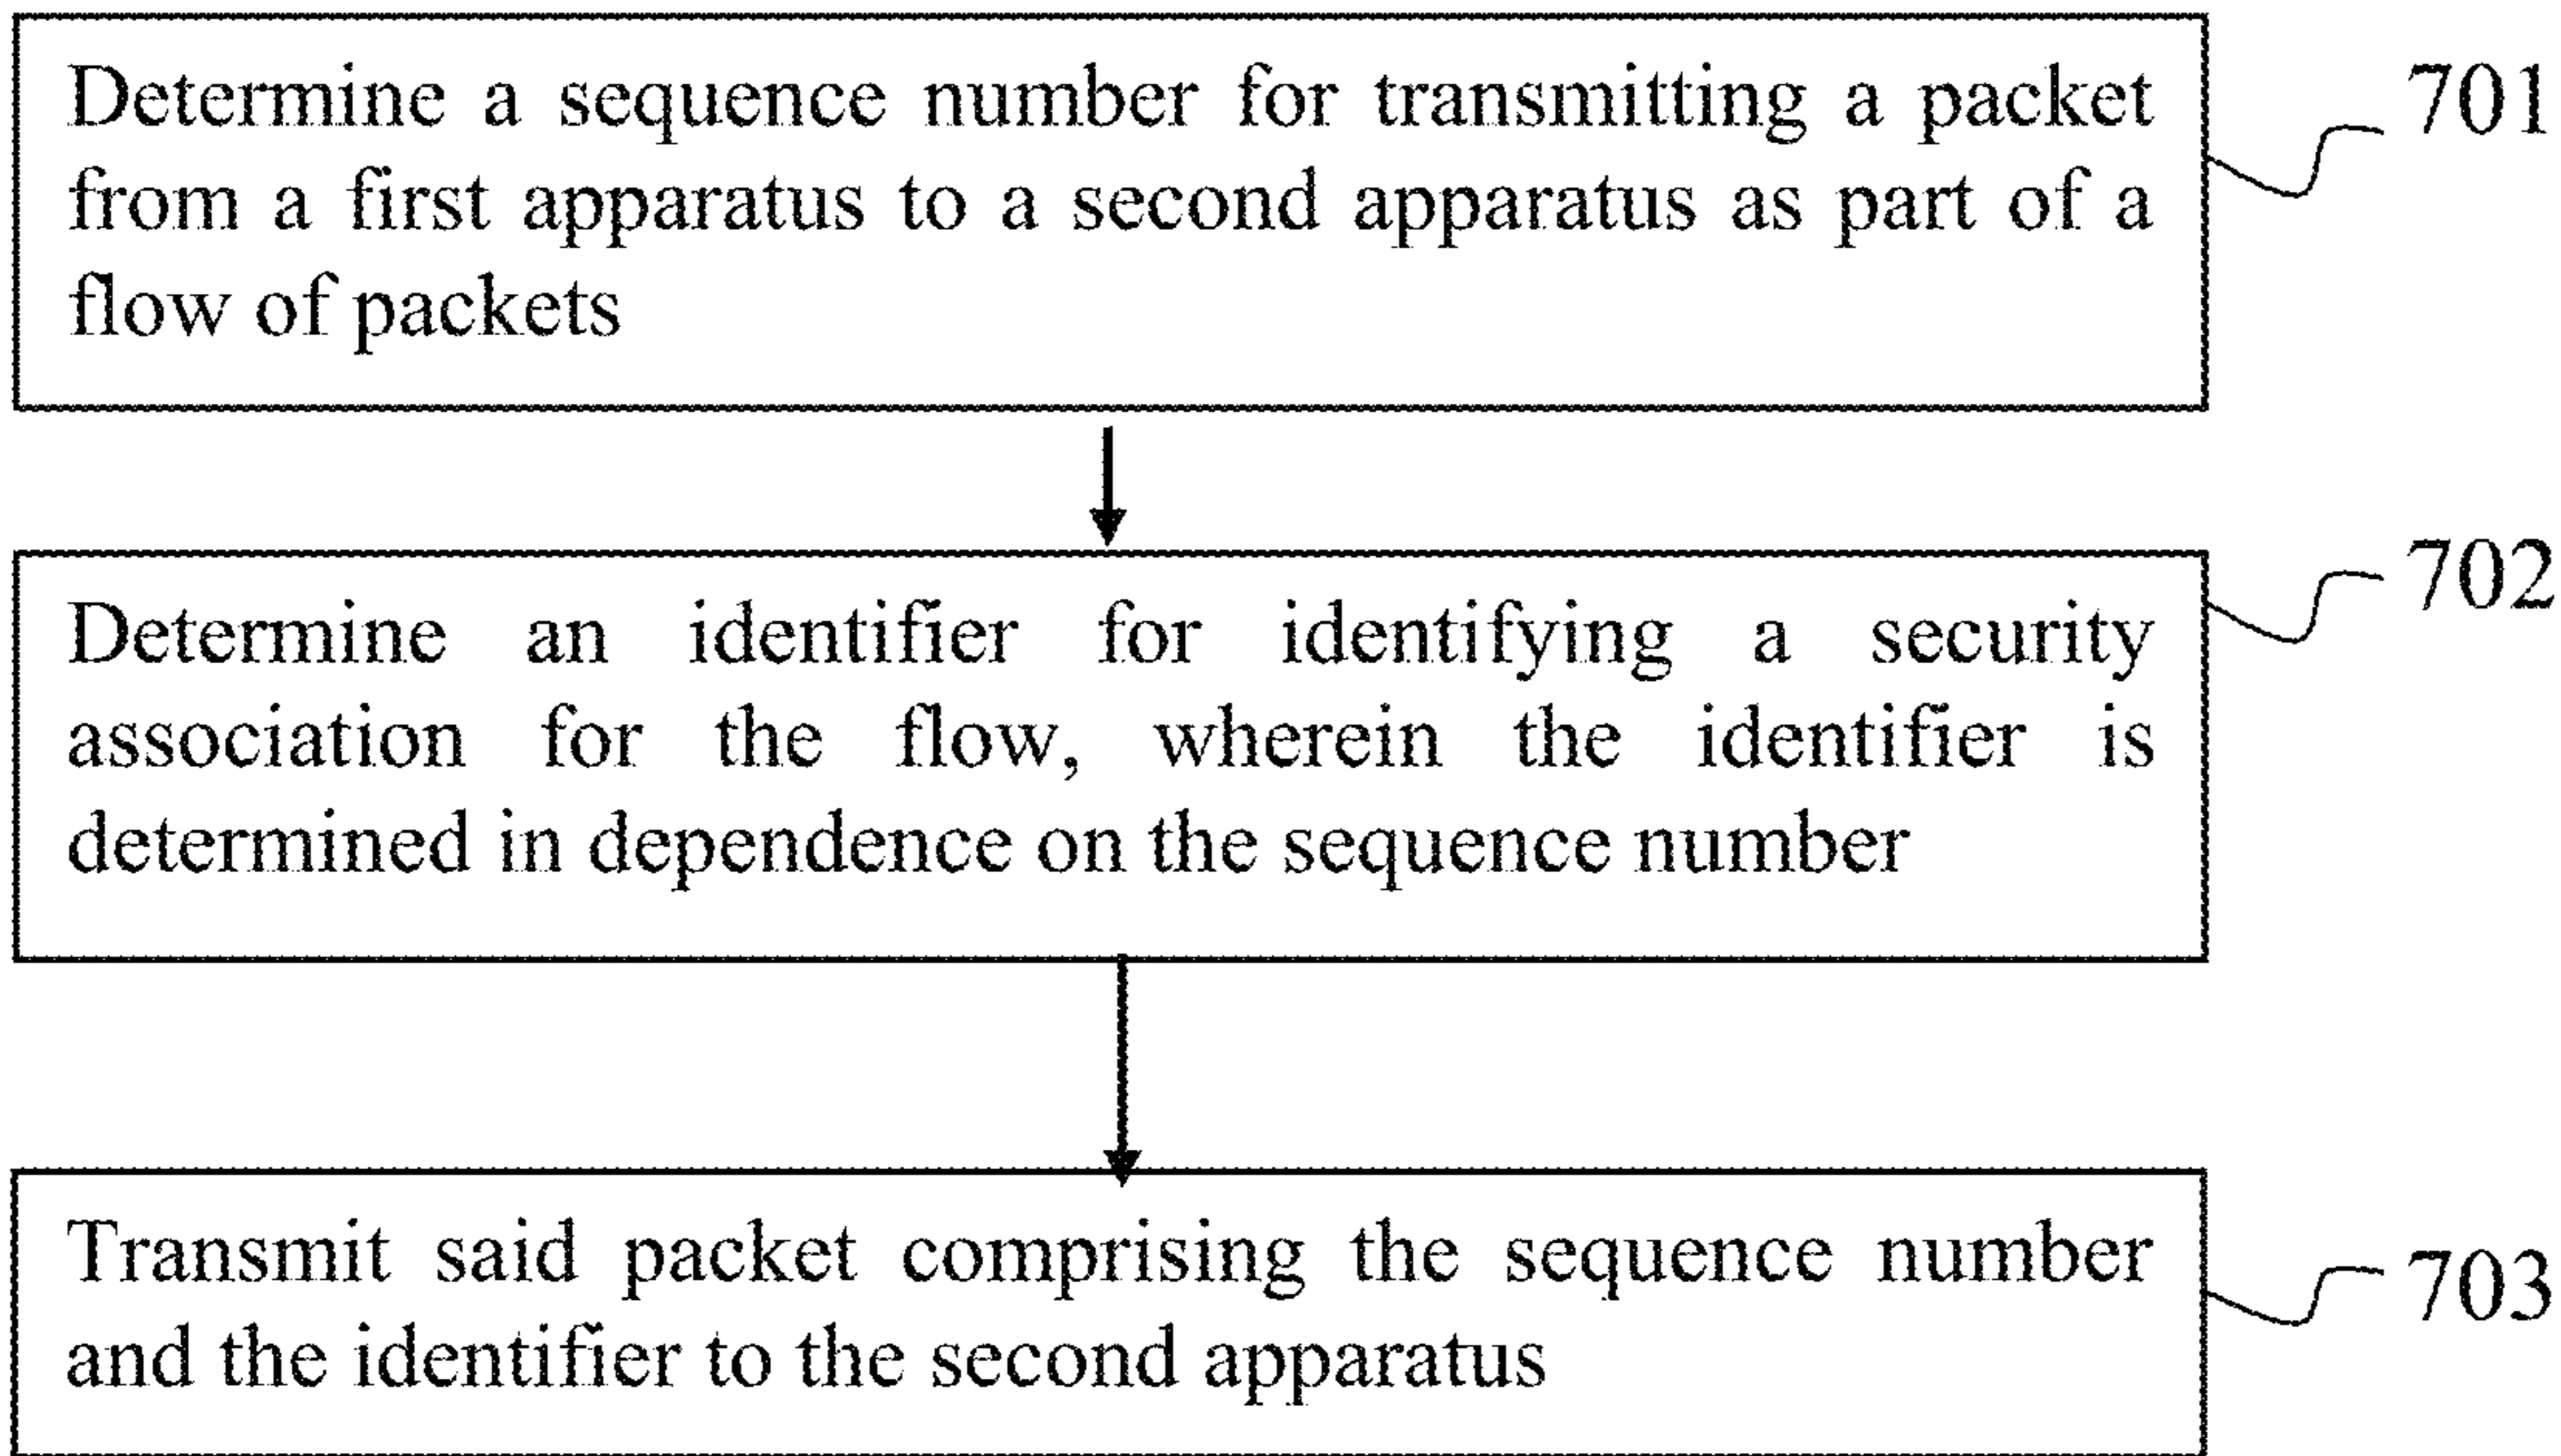 Determine a sequence number for transmitting a packet
from a first apparatus to a second apparatus as part of a
flow of packets
701
Determine an identifier for identifying a security
association for the flow, wherein the identifier is
determined in dependence on the sequence number
702
Transmit said packet comprising the sequence number
and the identifier to the second apparatus
703